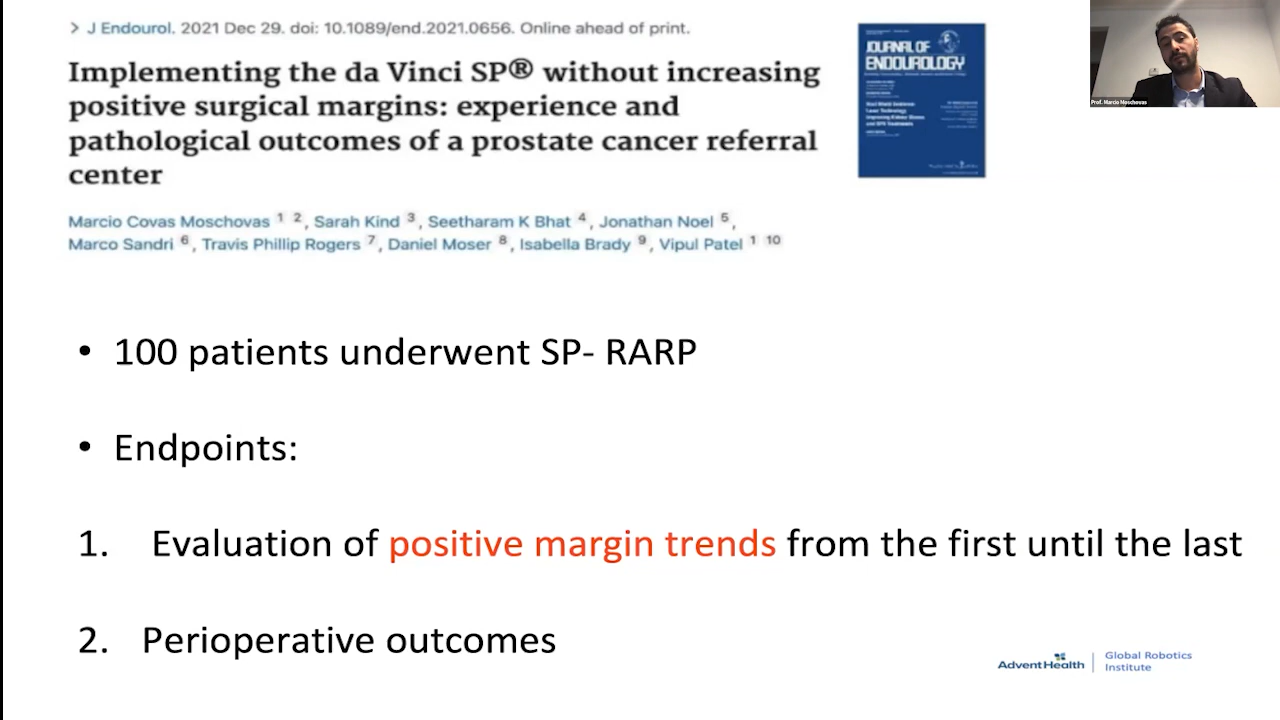 > J Endourol. 2021 Dec 29. doi: 10.1089/end.2021.0656. Online ahead of print.
Implementing the da Vinci SP® without increasing
positive surgical margins: experience and
pathological outcomes of a prostate cancer referral
center
Marcio Covas Moschovas 1 2, Sarah Kind 3, Seetharam K Bhat 4, Jonathan Noel 5,
Marco Sandri 6, Travis Phillip Rogers 7, Daniel Moser 8, Isabella Brady 9, Vipul Patel 1 10
JOURNAL OF
ENDOUROLOGY
Prof. Marcio Moschovas
• 100 patients underwent SP- RARP
• Endpoints:
1. Evaluation of positive margin trends from the first until the last
2. Perioperative outcomes
AdventHealth
Global Robotics
Institute